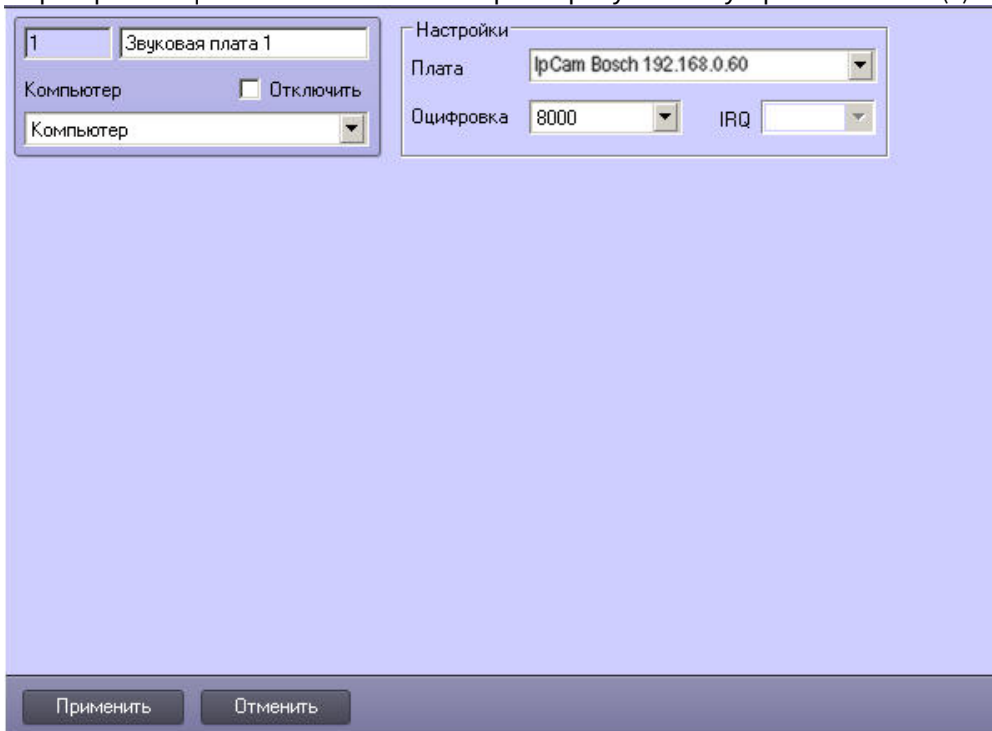 1
Звуковая плата 1
Компьютер
Отключить
Компьютер
Настройки
Плата
IpCam Bosch 192.168.0.60
Оцифровка
8000
IRQ
Применить
Отменить